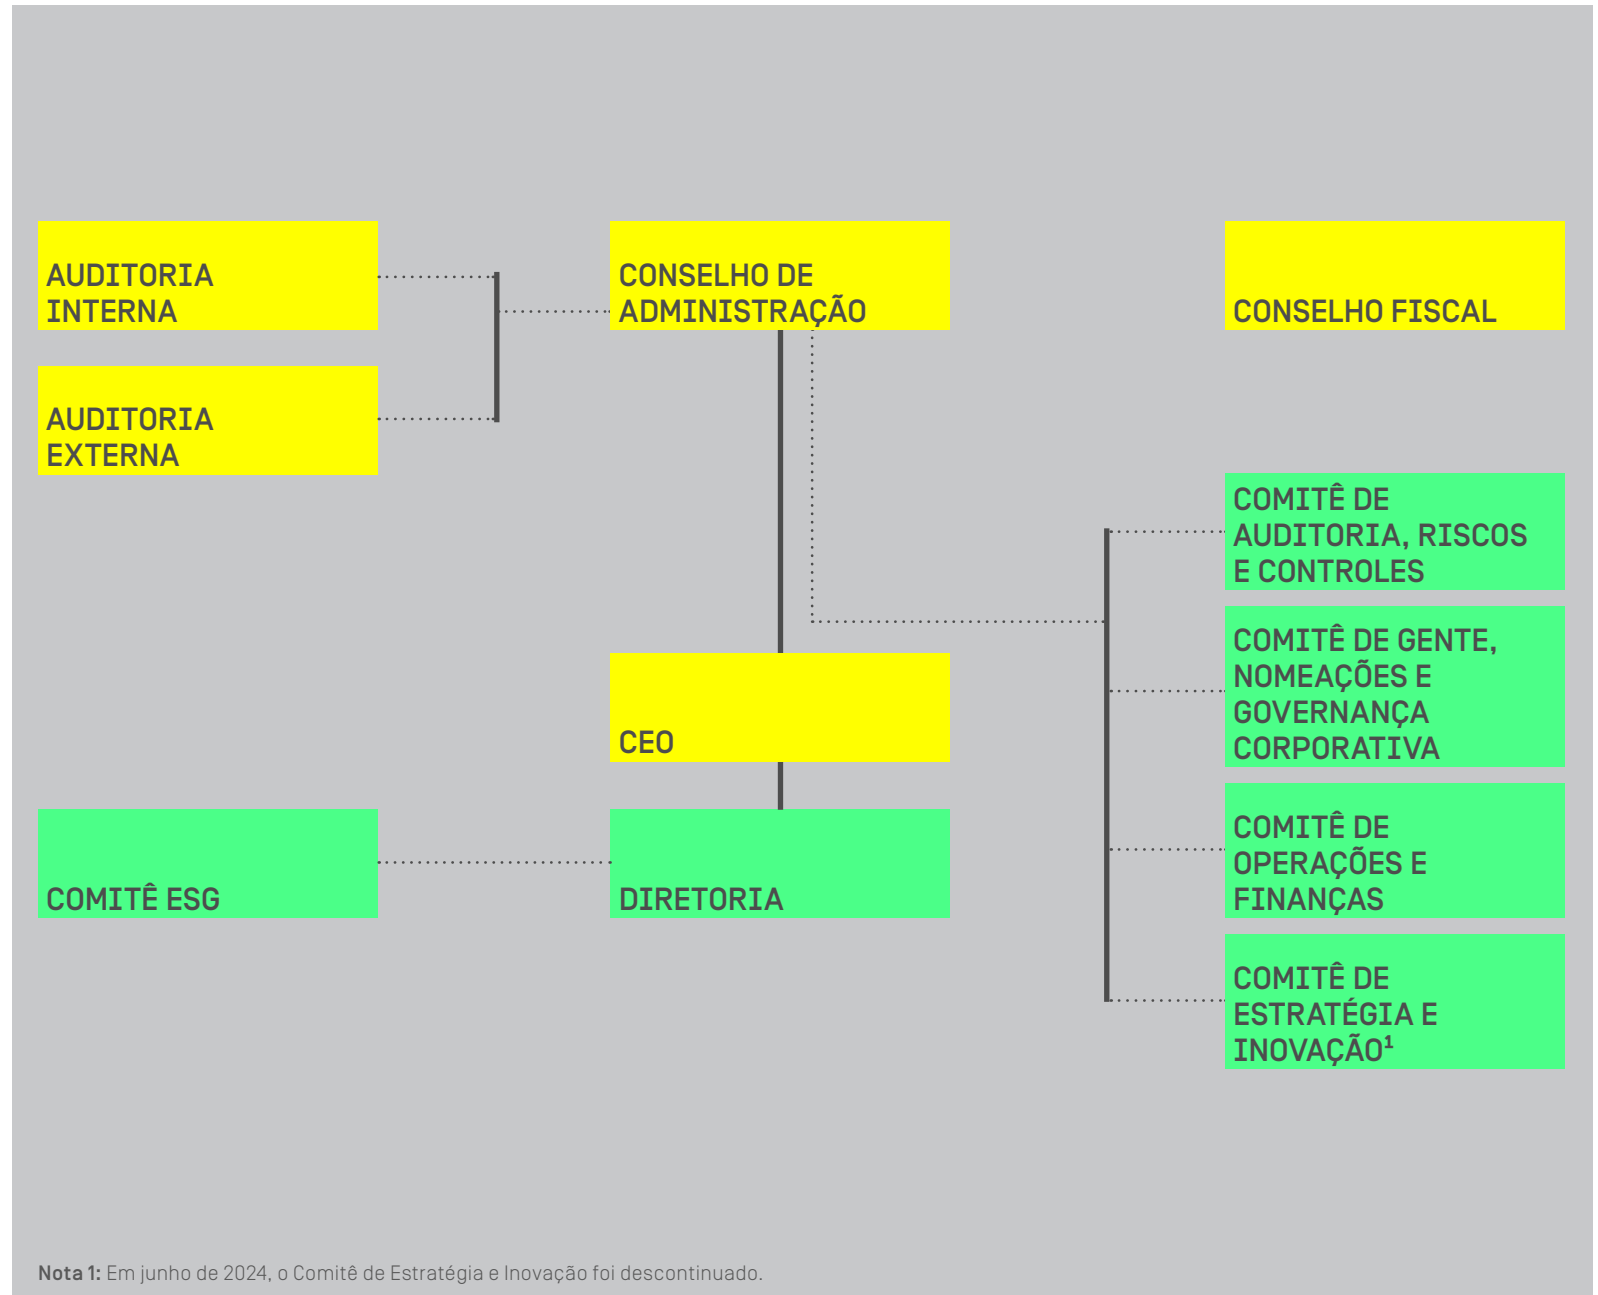 AUDITORIA
INTERNA
CONSELHO DE
ADMINISTRAÇÃO
CONSELHO FISCAL
AUDITORIA
EXTERNA
COMITÊ DE
AUDITORIA, RISCOS
E CONTROLES
COMITÊ DE GENTE,
NOMEAÇÕES E
GOVERNANÇA
CORPORATIVA
CEO
COMITÊ ESG
DIRETORIA
COMITÊ DE
OPERAÇÕES E
FINANÇAS
COMITÊ DE
ESTRATÉGIA E
INOVAÇÃO¹
Nota 1: Em junho de 2024, o Comitê de Estratégia e Inovação foi descontinuado.